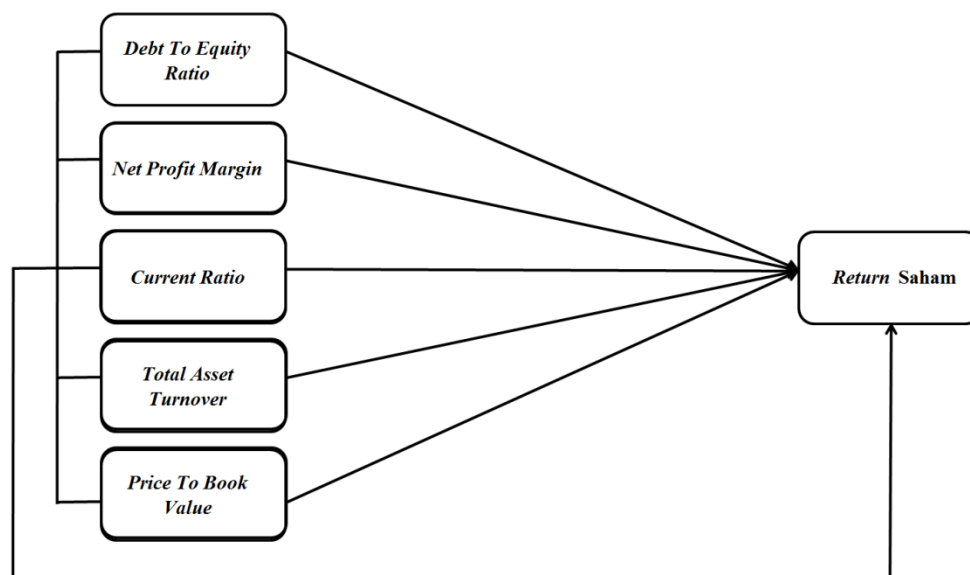 Debt To Equity
Ratio
Net Profit Margin
Current Ratio
Return Saham
Total Asset
Turnover
Price To Book
Value